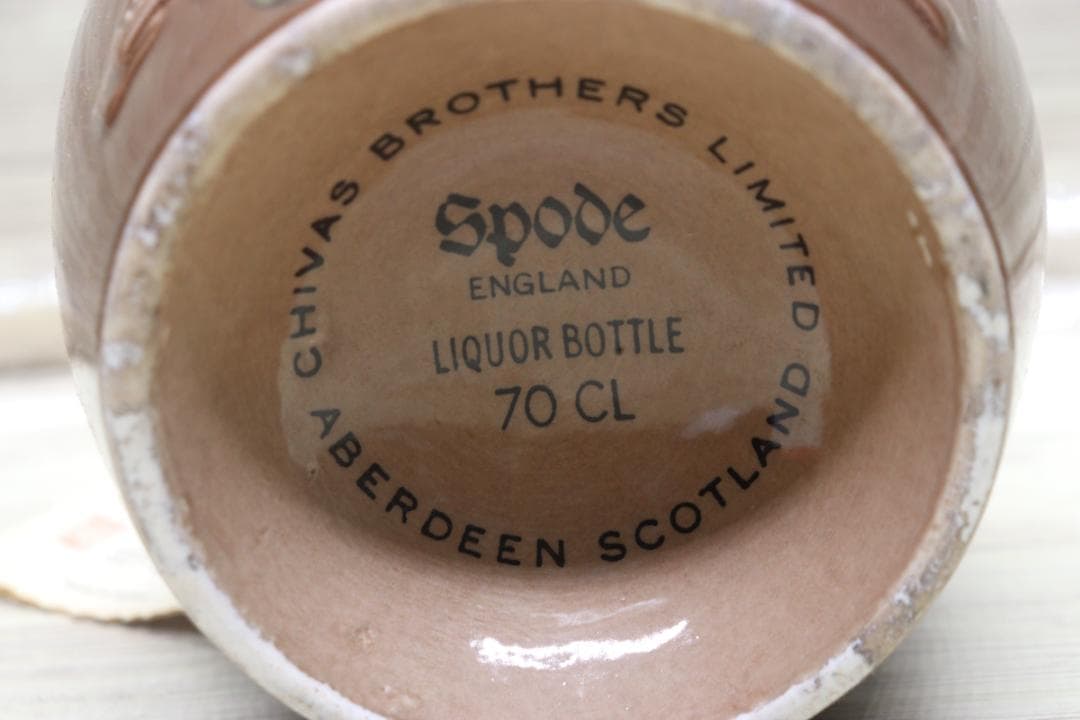 CHIVAS BROTHERS LIMITED
Spode
ENGLAND
LIQUOR BOTTLE
70 CL
ABERDEEN SCOTLAND